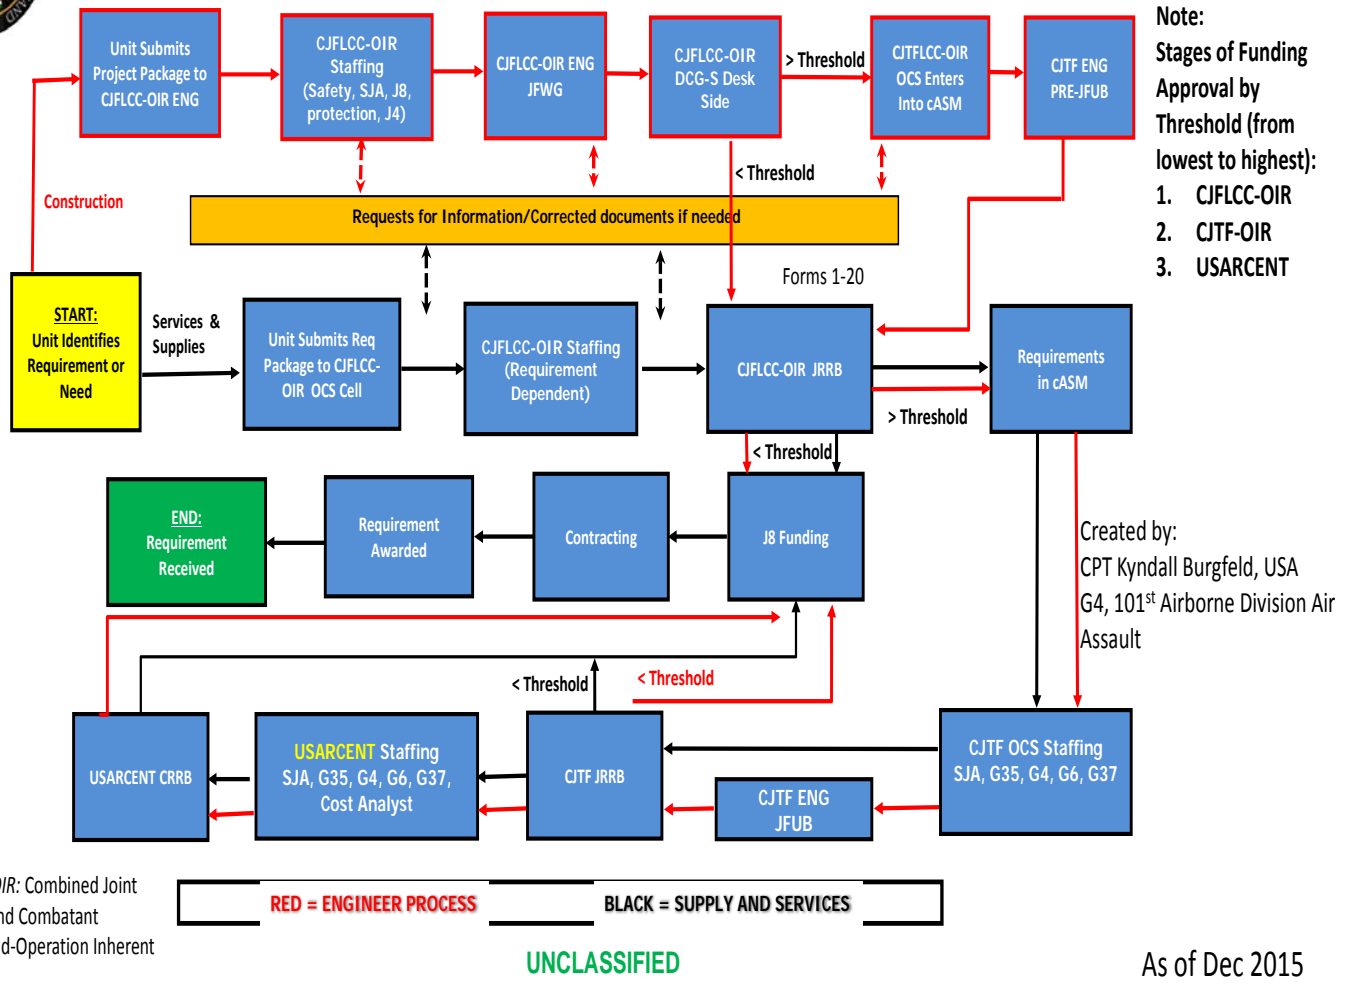 AND
Unit Submits
Project Package to
CJFLCC-OIR ENG
CJFLCC-OIR
Staffing
(Safety, SJA, J8,
protection, J4)
CJFLCC-OIR ENG
JFWG
CJFLCC-OIR
DCG-S Desk
Side
> Threshold
CJTFLCC-OIR
OCS Enters
Into cASM
CJTF ENG
PRE-JFUB
Note:
Stages of Funding
Approval by
Threshold (from
lowest to highest):
1. CJFLCC-OIR
2. CJTF-OIR
3. USARCENT
Construction
< Threshold
Requests for Information/Corrected documents if needed
Forms 1-20
START:
Unit Identifies
Requirement or
Need
Services &
Supplies
Unit Submits Req
Package to CJFLCC-
OIR OCS Cell
CJFLCC-OIR Staffing
(Requirement
Dependent)
CJFLCC-OIR JRRB
Requirements
in cASM
> Threshold
< Threshold
END:
Requirement
Received
Requirement
Awarded
Contracting
J8 Funding
Created by:
CPT Kyndall Burgfeld, USA
G4, 101st Airborne Division Air
Assault
< Threshold
< Threshold
USARCENT CRRB
USARCENT Staffing
SJA, G35, G4, G6, G37,
Cost Analyst
CJTF JRRB
CJTF ENG
JFUB
CJTF OCS Staffing
SJA, G35, G4, G6, G37
OIR: Combined Joint
nd Combatant
d-Operation Inherent
RED = ENGINEER PROCESS
BLACK = SUPPLY AND SERVICES
UNCLASSIFIED
As of Dec 2015